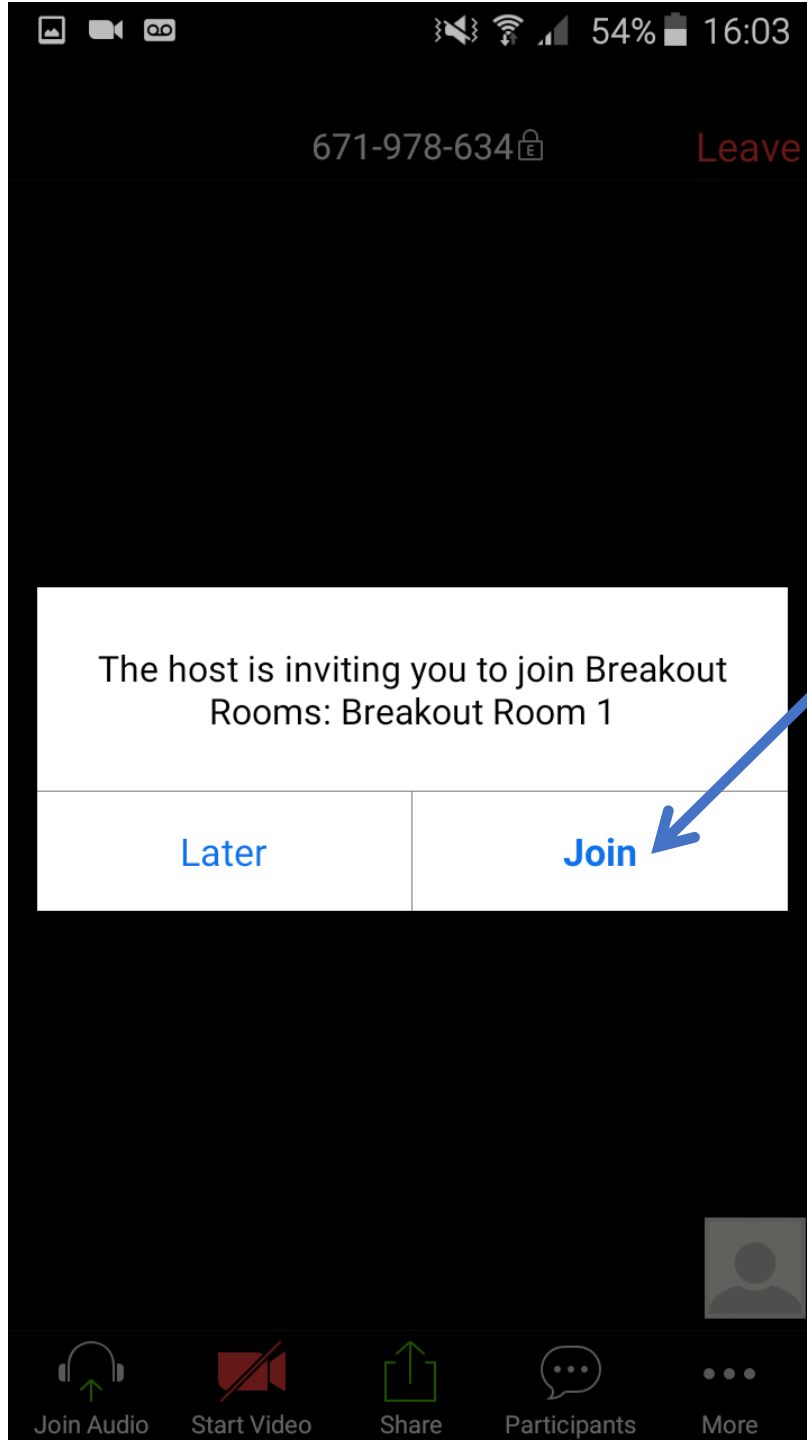 54% 16:03
671-978-634 Leave
The host is inviting you to join Breakout
Rooms: Breakout Room 1
Later Join
Join Audio Start Video Share Participants More